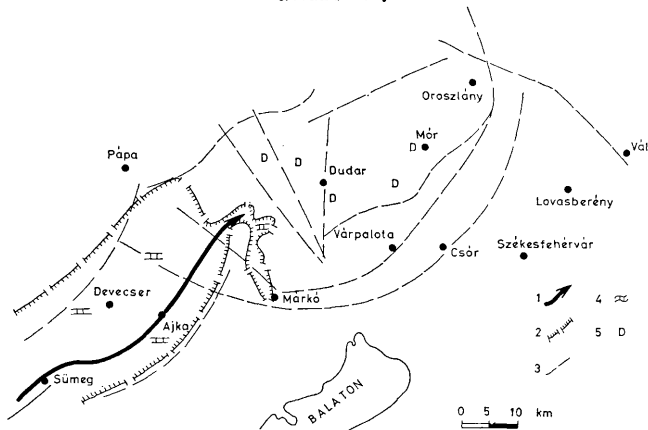 Oroszlány
Mór
D
Pápa
D
D
Dudar
D
D
Vál
Lovasberény
Várpalota
Csór
Székesfehérvár
Devecser
Márkó
Ajka
Sümeg
BALATON
1
4
2
5
D
3
0 5 10 km